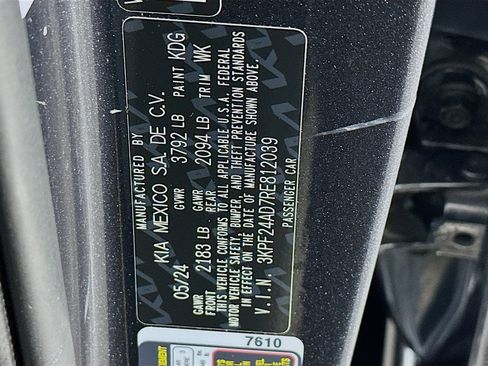 MANUFACTURED BY
KIA MEXICO S.A. DE C.V.
05/24 GVWR 3792 LB PAINT KDG
GAWR FRONT 2183 LB GAWR REAR 2094 LB TRIM WK
THIS VEHICLE CONFORMS TO ALL APPLICABLE U.S.A. FEDERAL
MOTOR VEHICLE SAFETY, BUMPER, AND THEFT PREVENTION STANDARDS
IN EFFECT ON THE DATE OF MANUFACTURE SHOWN ABOVE.
V.I.N. 3KPF24AD7RE812039
PASSENGER CAR
7610